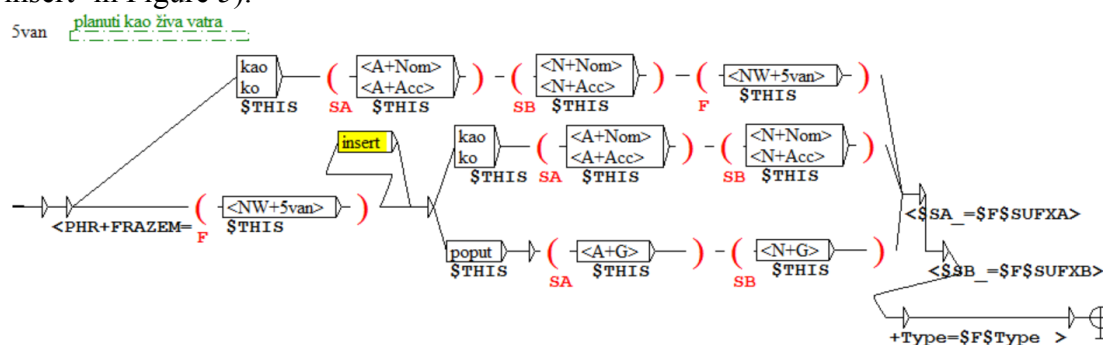 insert in Figure 3).
5van planuti kao živa vatra
kao <A+Nom> <N+Nom> <NW+5van>
ko <A+Acc> <N+Acc>
$THIS SA $THIS SB $THIS F $THIS
insert kao <A+Nom> <N+Nom>
ko <A+Acc> <N+Acc>
$THIS SA $THIS SB $THIS
<NW+5van>
<PHR+FRAZEM= F $THIS
<$SA_=$F$SUFXA>
poput <A+G> <N+G>
$THIS SA $THIS SB $THIS
<$SB_=$F$SUFXB>
+Type=$F$Type >